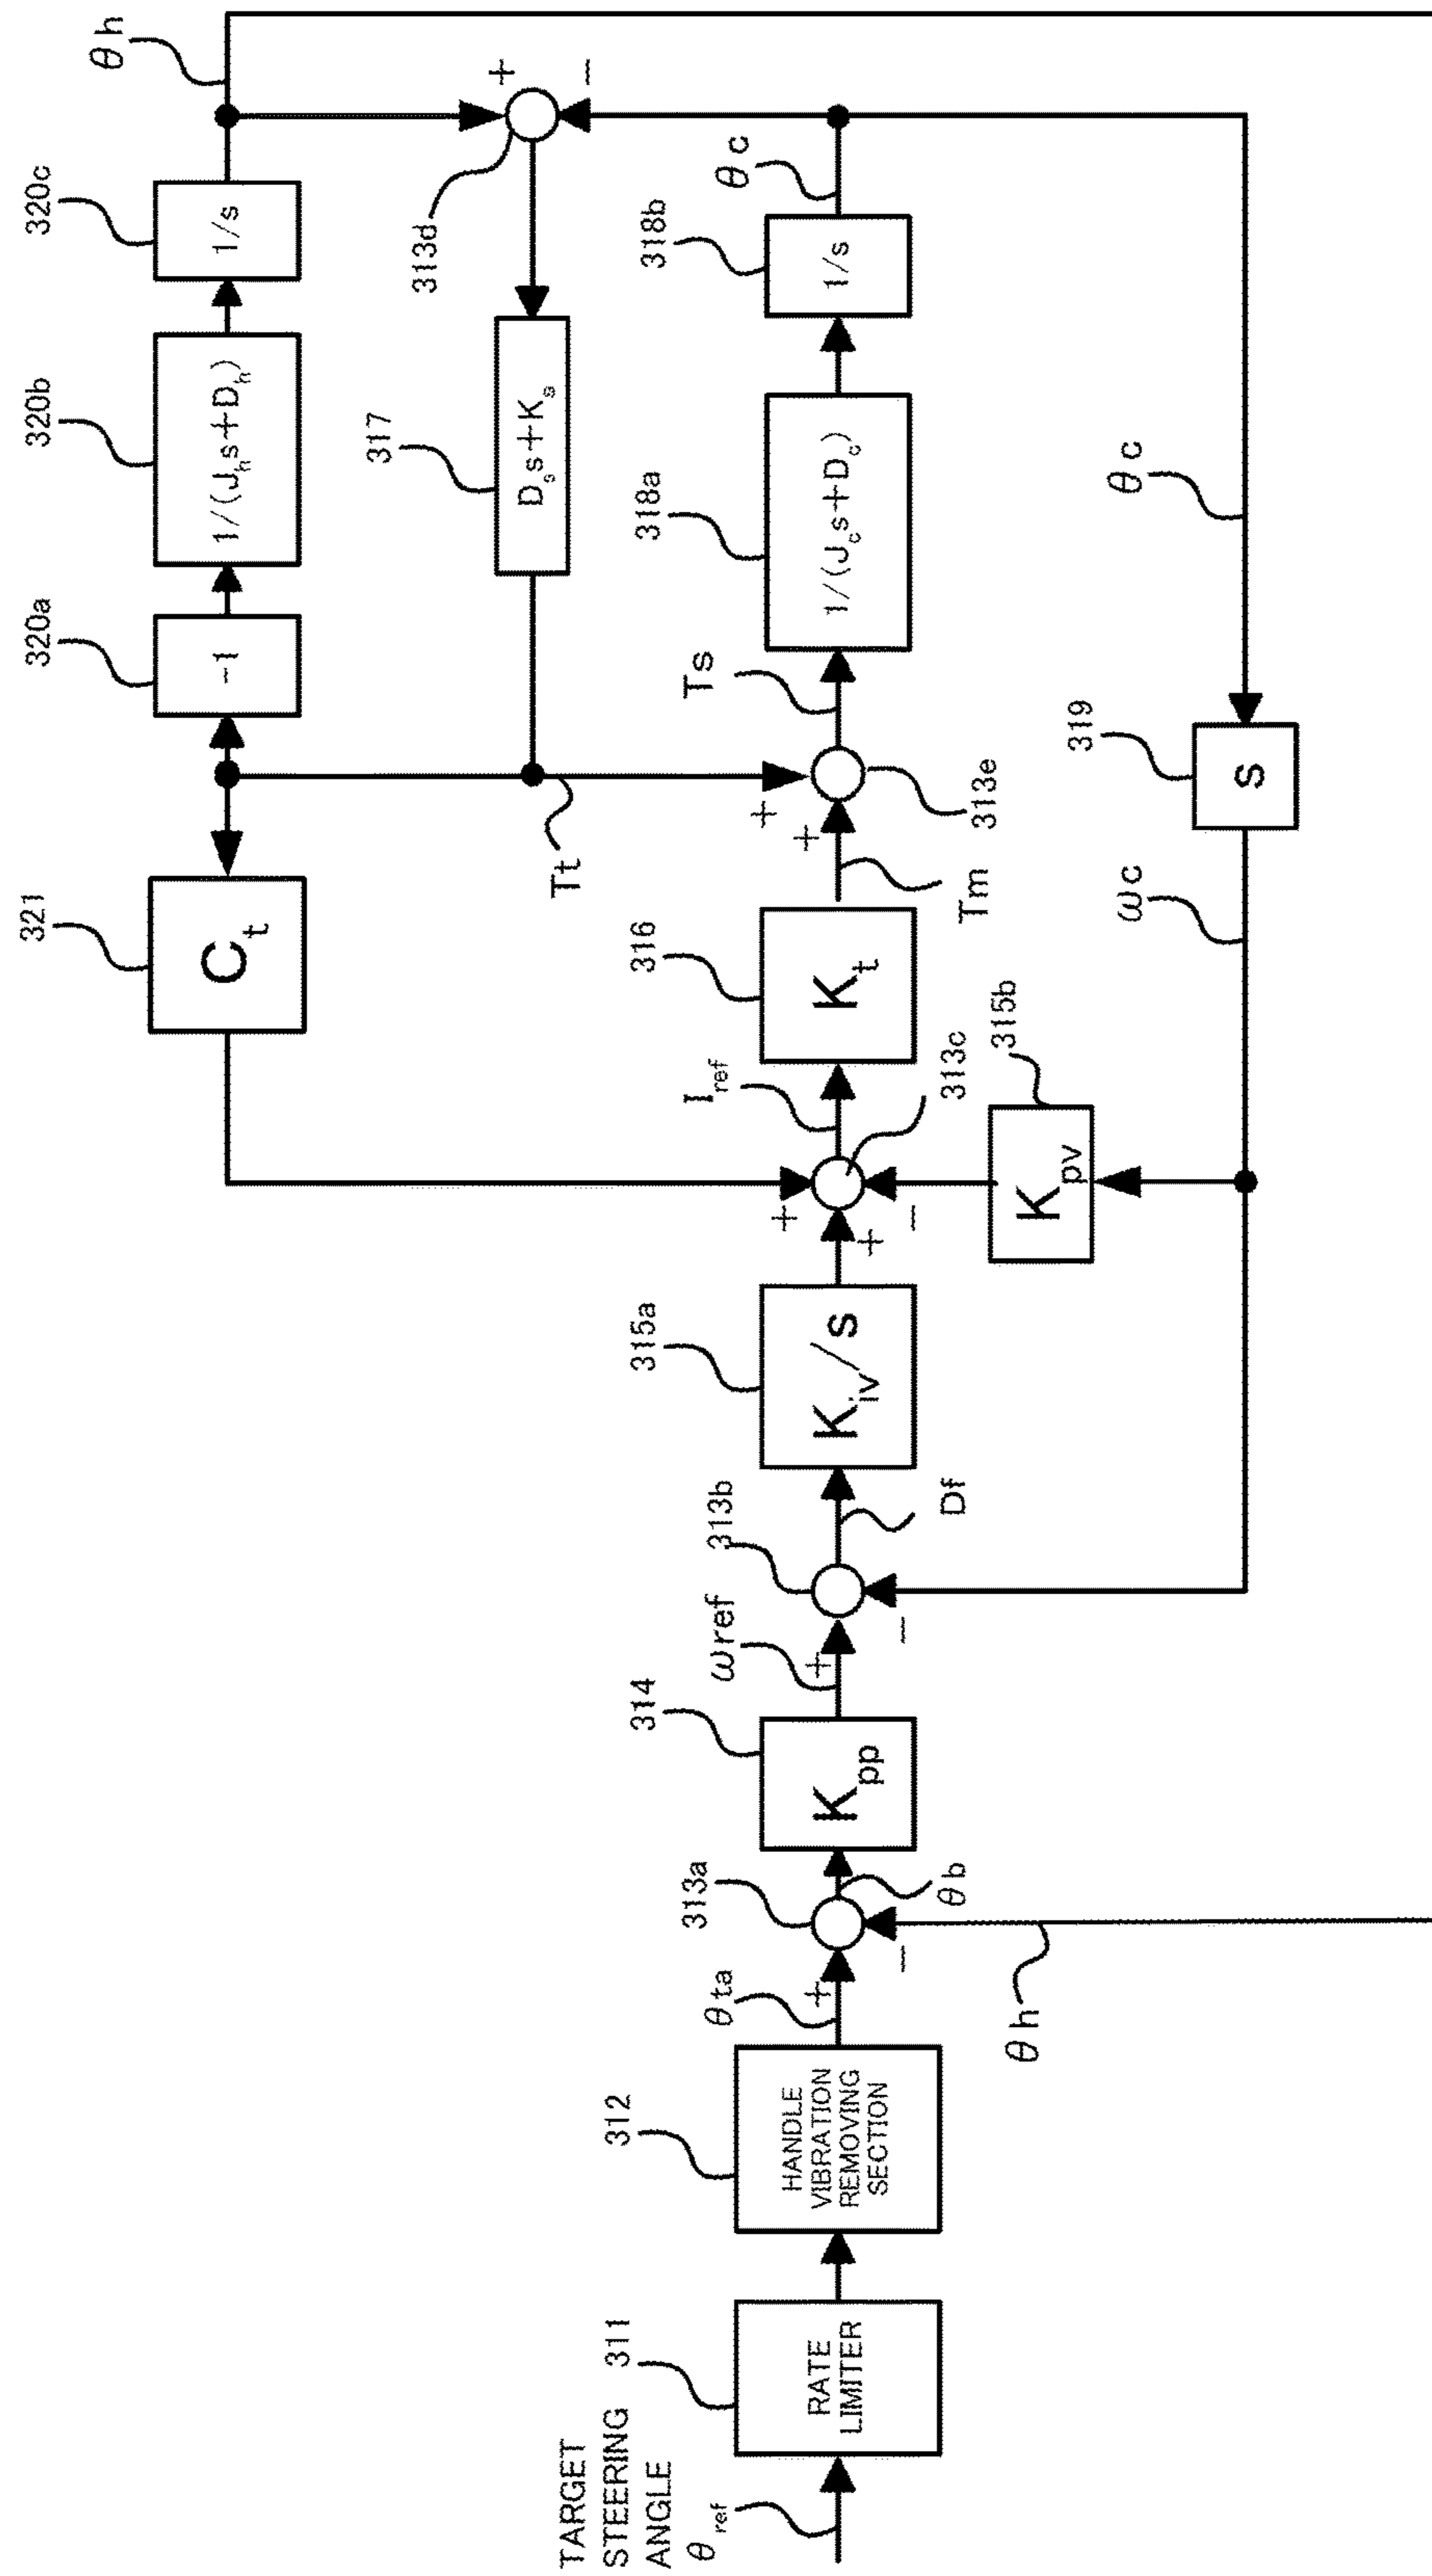 TARGET
STEERING
ANGLE
θref
311
RATE
LIMITER
312
HANDLE
VIBRATION
REMOVING
SECTION
θta
+
−
θh
313a
θb
314
Kpp
ωref
+
−
313b
Df
315a
Kiv/s
+
+
−
313c
Iref
315b
Kpv
316
Kt
Tm
+
+
313e
Ts
318a
1/(Jcs+Dc)
318b
1/s
θc
321
Ct
Tt
320a
-1
320b
1/(Jhs+Dh)
320c
1/s
θh
317
Dss+Ks
313d
+
−
θc
319
s
ωc